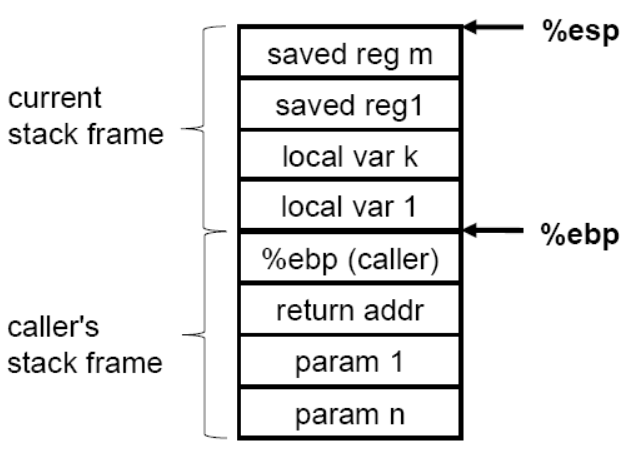 %esp
saved reg m
current
stack frame
saved reg1
local var k
local var 1
%ebp
%ebp (caller)
return addr
caller's
stack frame
param 1
param n